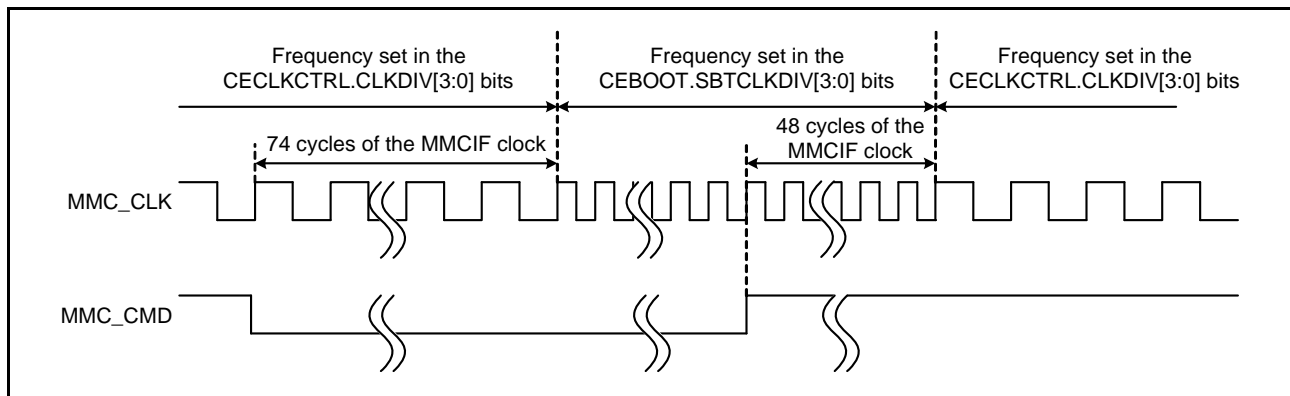 Frequency set in the
CECLKCTRL.CLKDIV[3:0] bits
Frequency set in the
CEBOOT.SBTCLKDIV[3:0] bits
Frequency set in the
CECLKCTRL.CLKDIV[3:0] bits
74 cycles of the MMCIF clock
48 cycles of the
MMCIF clock
MMC_CLK
MMC_CMD